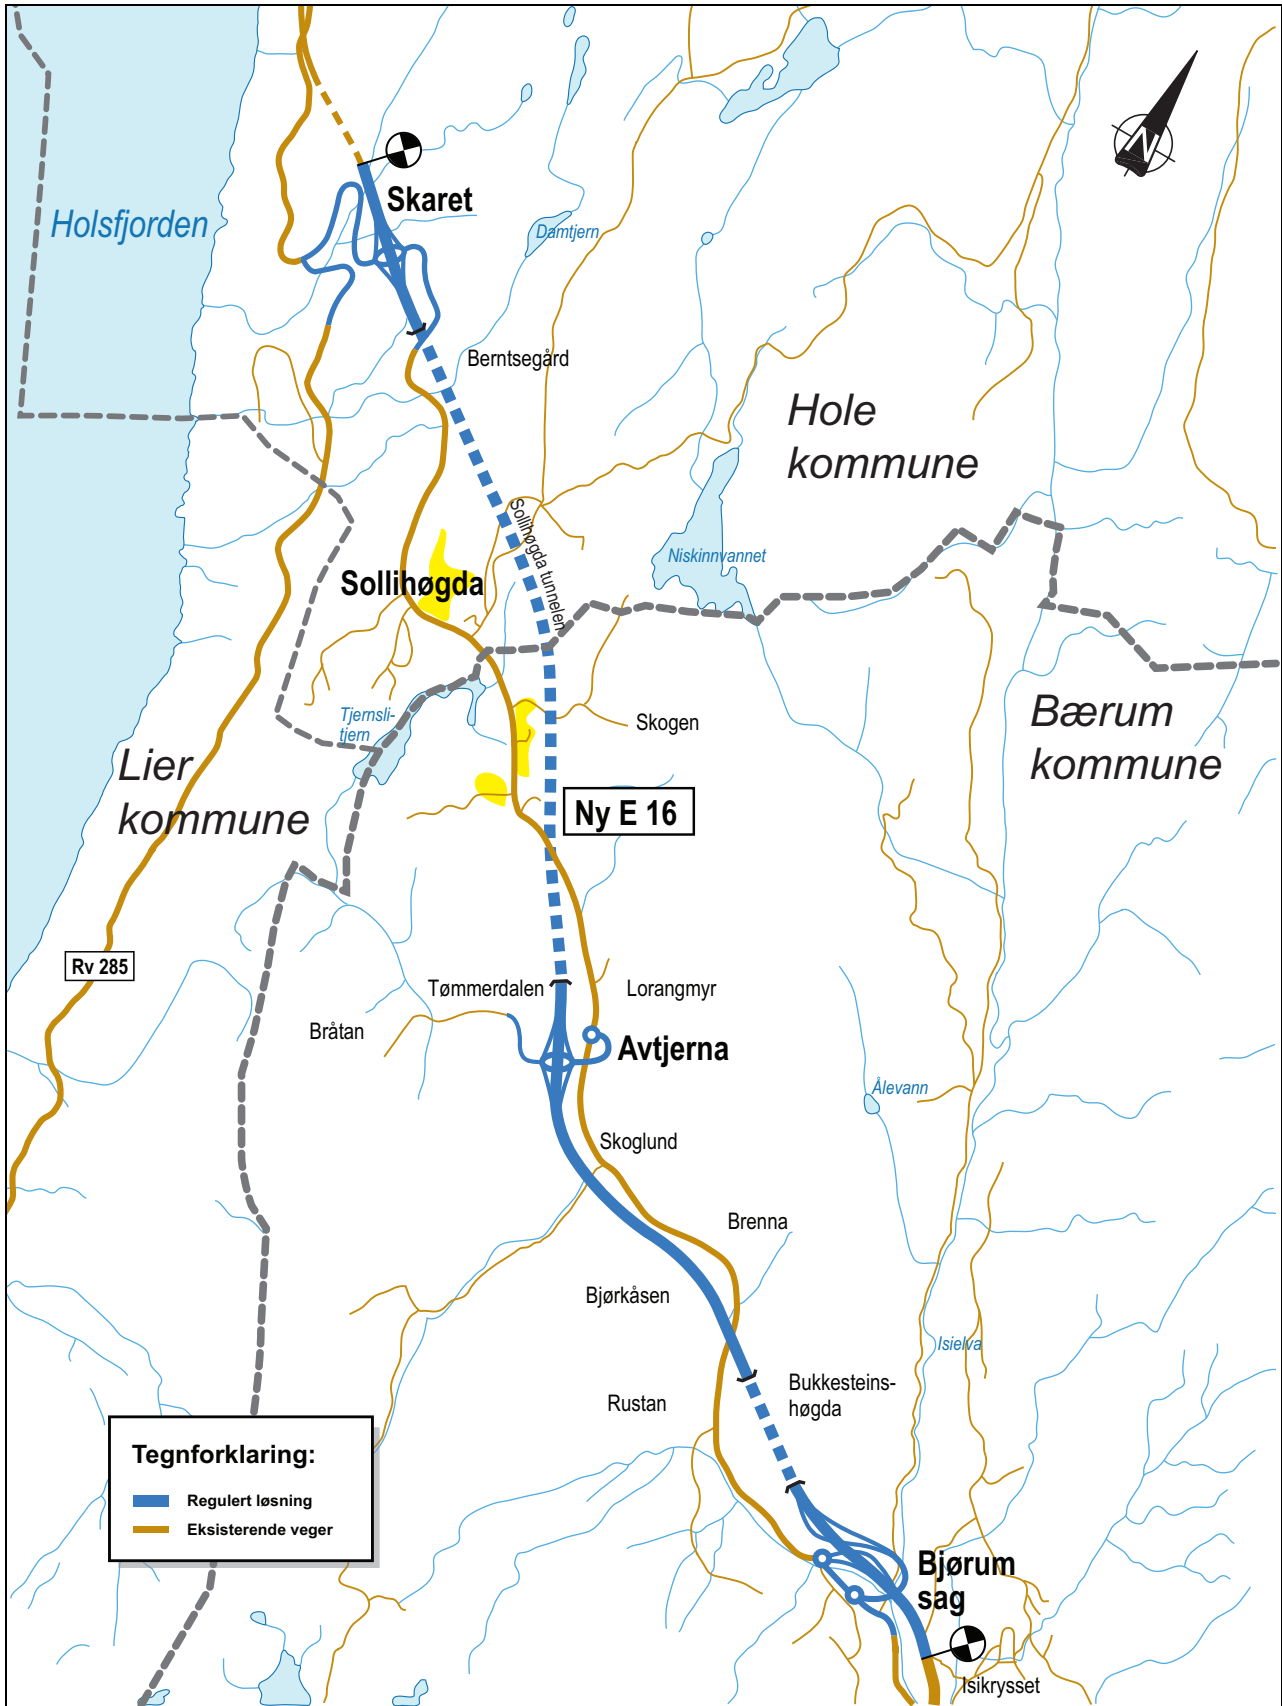 N
Skaret
Holsfjorden
Damtjern
Berntsegård
Hole
kommune
Sollihøgda tunnelen
Niskinnvannet
Sollihøgda
Tjernsli-
tjern
Skogen
Bærum
kommune
Lier
kommune
Ny E 16
Rv 285
Tømmerdalen
Lorangmyr
Bråtan
Avtjerna
Ålevann
Skoglund
Brenna
Bjørkåsen
Isielva
Bukkesteins-
høgda
Rustan
Tegnforklaring:
Regulert løsning
Eksisterende veger
Bjørum
sag
Isikrysset